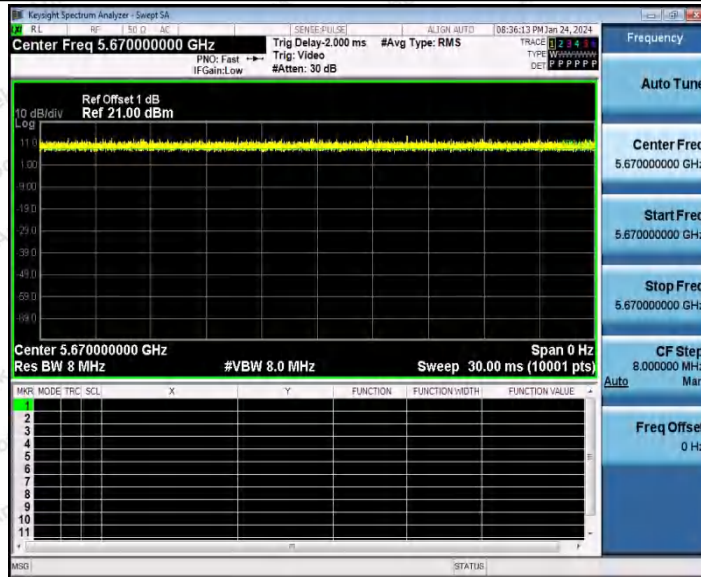 Keysight Spectrum Analyzer - Swept SA
RL RF 50 Ω AC SENSE:PULSE ALIGN AUTO 08:36:13 PM Jan 24, 2024
Center Freq 5.670000000 GHz
PNO: Fast
IFGain:Low
Trig Delay-2.000 ms
Trig: Video
#Atten: 30 dB
#Avg Type: RMS
TRACE 1 2 3 4 5 6
TYPE
DET P P P P P P
Frequency
Auto Tune
Center Freq
5.670000000 GHz
Start Freq
5.670000000 GHz
Stop Freq
5.670000000 GHz
CF Step
8.000000 MHz
Auto Man
Freq Offset
0 Hz
Ref Offset 1 dB
10 dB/div Ref 21.00 dBm
Log
11.0
1.00
-9.00
-19.0
-29.0
-39.0
-49.0
-59.0
-69.0
Center 5.670000000 GHz Span 0 Hz
Res BW 8 MHz #VBW 8.0 MHz Sweep 30.00 ms (10001 pts)
MKR MODE TRC SCL X Y FUNCTION FUNCTION WIDTH FUNCTION VALUE
1
2
3
4
5
6
7
8
9
10
11
MSG STATUS